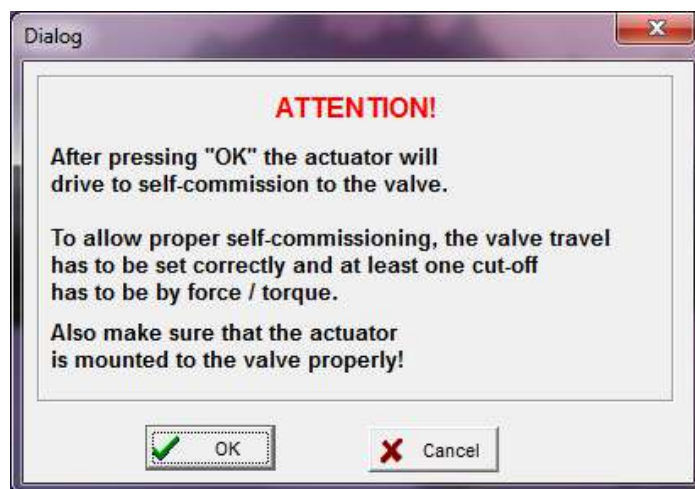 Dialog
ATTENTION!
After pressing "OK" the actuator will
drive to self-commission to the valve.
To allow proper self-commissioning, the valve travel
has to be set correctly and at least one cut-off
has to be by force / torque.
Also make sure that the actuator
is mounted to the valve properly!
OK
Cancel